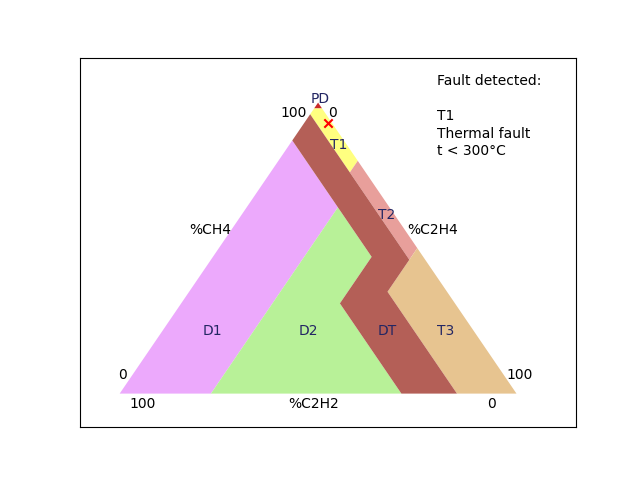 Fault detected:
PD
100
0
T1
Thermal fault
t < 300°C
T1
T2
%CH4
%C2H4
D1
D2
DT
T3
0
100
100
%C2H2
0